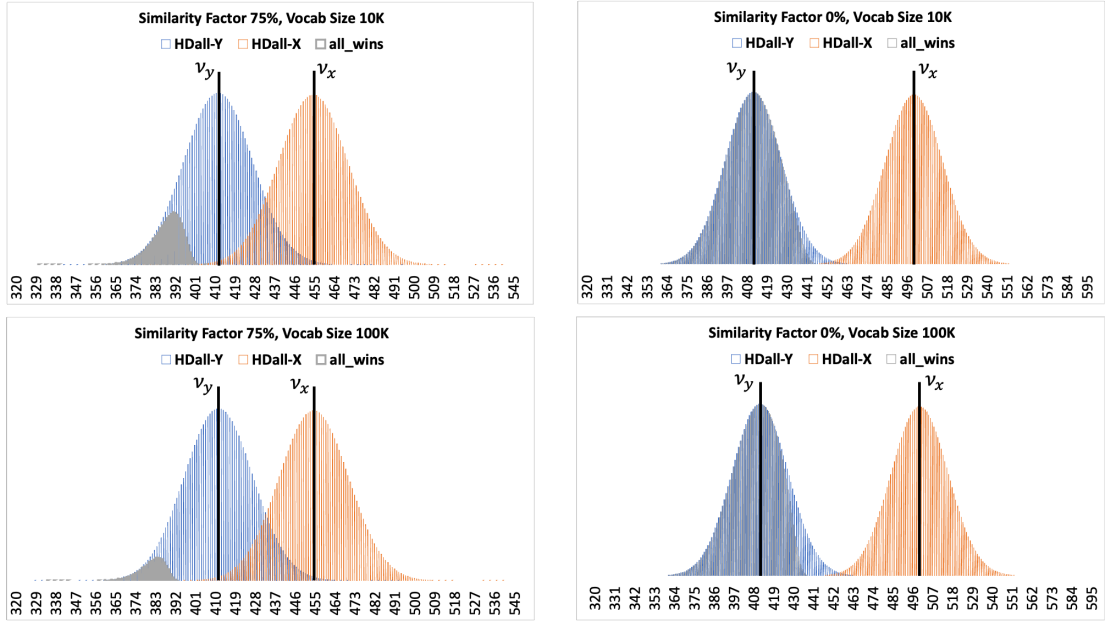 Similarity Factor 75%, Vocab Size 10K
HDall-Y HDall-X all_wins
νy νx
320 329 338 347 356 365 374 383 392 401 410 419 428 437 446 455 464 473 482 491 500 509 518 527 536 545
Similarity Factor 0%, Vocab Size 10K
HDall-Y HDall-X all_wins
νy νx
320 331 342 353 364 375 386 397 408 419 430 441 452 463 474 485 496 507 518 529 540 551 562 573 584 595
Similarity Factor 75%, Vocab Size 100K
HDall-Y HDall-X all_wins
νy νx
320 329 338 347 356 365 374 383 392 401 410 419 428 437 446 455 464 473 482 491 500 509 518 527 536 545
Similarity Factor 0%, Vocab Size 100K
HDall-Y HDall-X all_wins
νy νx
320 331 342 353 364 375 386 397 408 419 430 441 452 463 474 485 496 507 518 529 540 551 562 573 584 595